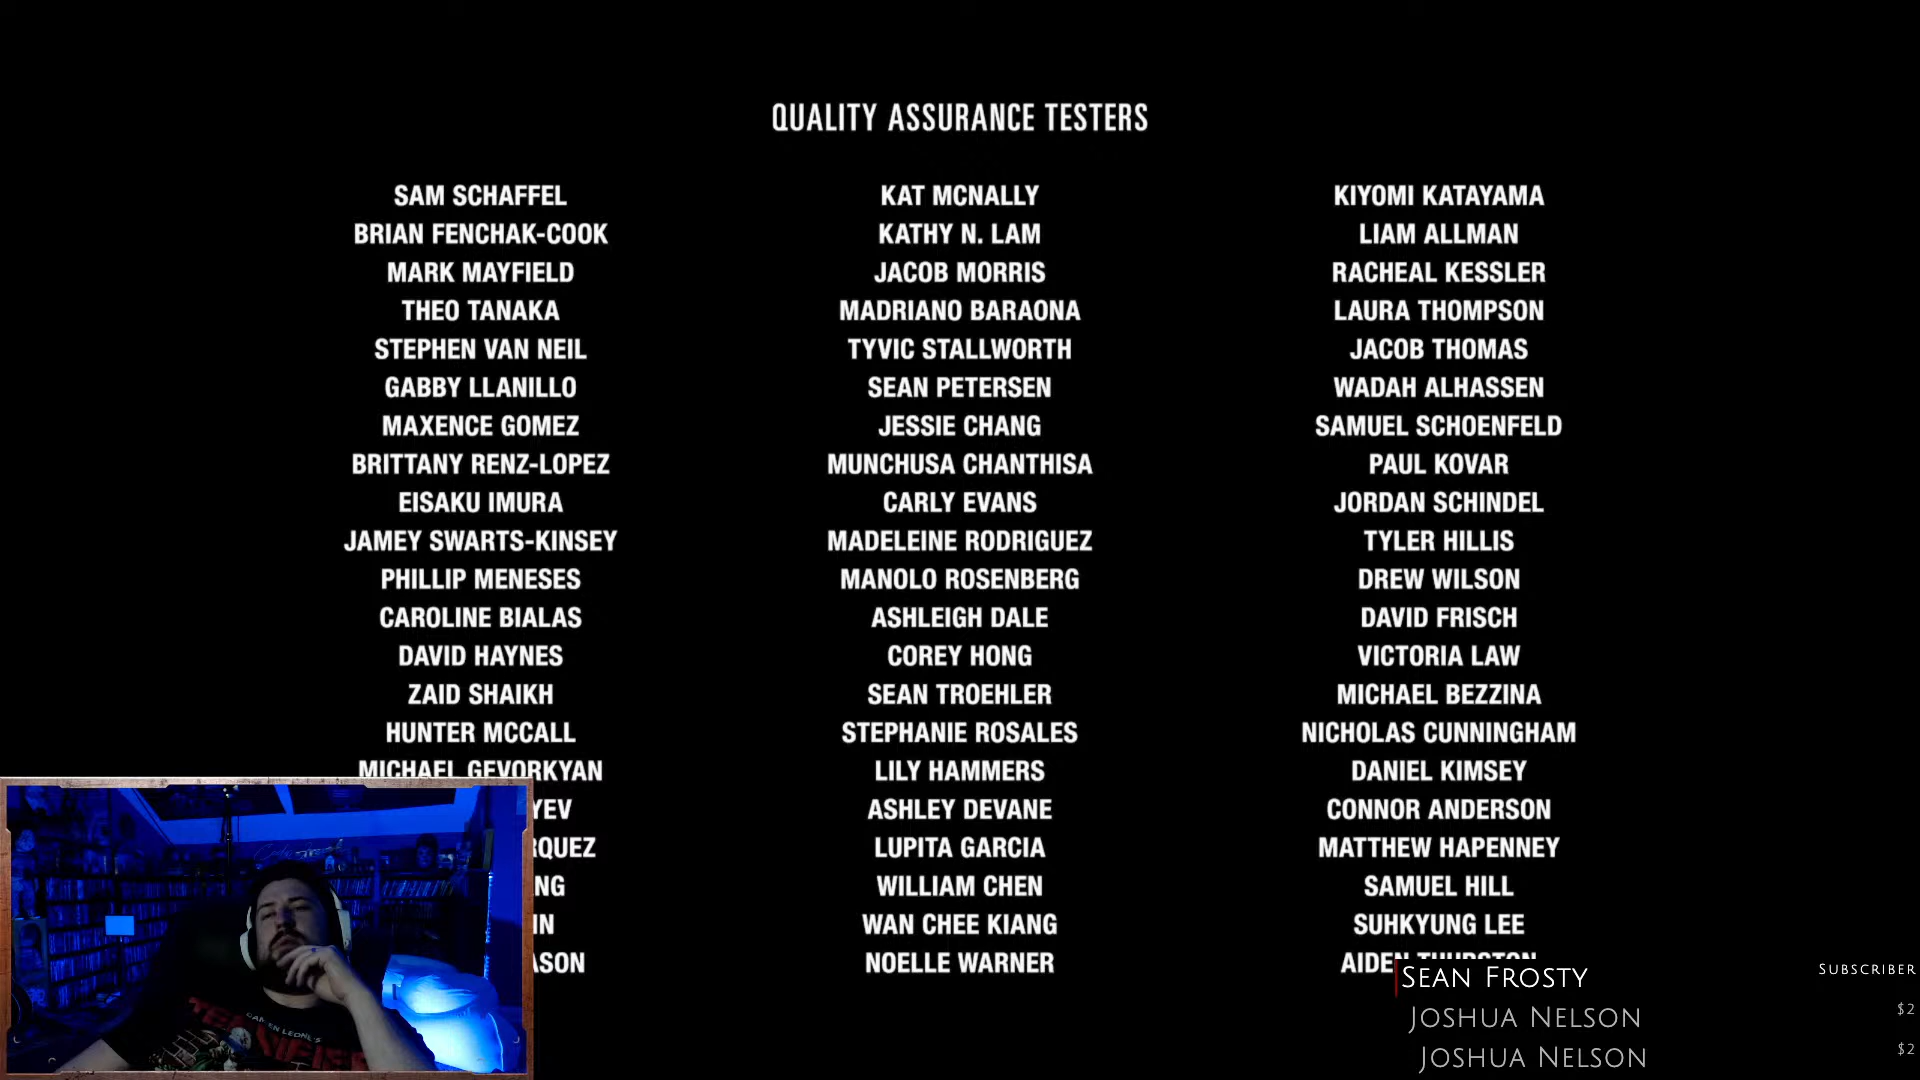 QUALITY ASSURANCE TESTERS
SAM SCHAFFEL
BRIAN FENCHAK-COOK
MARK MAYFIELD
THEO TANAKA
STEPHEN VAN NEIL
GABBY LLANILLO
MAXENCE GOMEZ
BRITTANY RENZ-LOPEZ
EISAKU IMURA
JAMEY SWARTS-KINSEY
PHILLIP MENESES
CAROLINE BIALAS
DAVID HAYNES
ZAID SHAIKH
HUNTER MCCALL
MICHAEL GEVORKYAN
KAT MCNALLY
KATHY N. LAM
JACOB MORRIS
MADRIANO BARAONA
TYVIC STALLWORTH
SEAN PETERSEN
JESSIE CHANG
MUNCHUSA CHANTHISA
CARLY EVANS
MADELEINE RODRIGUEZ
MANOLO ROSENBERG
ASHLEIGH DALE
COREY HONG
SEAN TROEHLER
STEPHANIE ROSALES
LILY HAMMERS
ASHLEY DEVANE
LUPITA GARCIA
WILLIAM CHEN
WAN CHEE KIANG
NOELLE WARNER
KIYOMI KATAYAMA
LIAM ALLMAN
RACHEAL KESSLER
LAURA THOMPSON
JACOB THOMAS
WADAH ALHASSEN
SAMUEL SCHOENFELD
PAUL KOVAR
JORDAN SCHINDEL
TYLER HILLIS
DREW WILSON
DAVID FRISCH
VICTORIA LAW
MICHAEL BEZZINA
NICHOLAS CUNNINGHAM
DANIEL KIMSEY
CONNOR ANDERSON
MATTHEW HAPENNEY
SAMUEL HILL
SUHKYUNG LEE
AIDEN THURSTON
SEAN FROSTY SUBSCRIBER
JOSHUA NELSON $2
JOSHUA NELSON $2